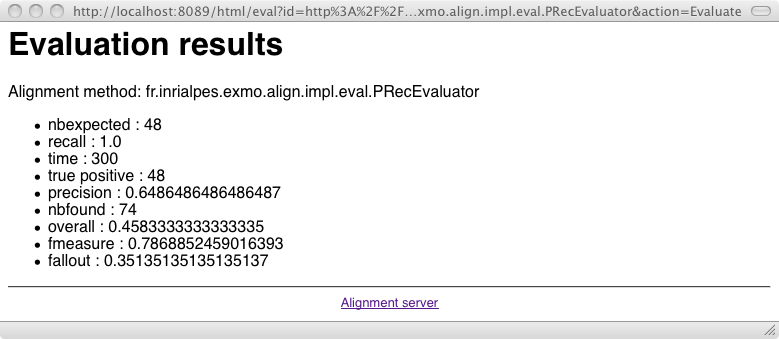 http://localhost:8089/html/eval?id=http%3A%2F%2F...xmo.align.impl.eval.PRecEvaluator&action=Evaluate
Evaluation results
Alignment method: fr.inrialpes.exmo.align.impl.eval.PRecEvaluator
• nbexpected : 48
• recall : 1.0
• time : 300
• true positive : 48
• precision : 0.6486486486486487
• nbfound : 74
• overall : 0.4583333333333335
• fmeasure : 0.7868852459016393
• fallout : 0.35135135135135137
Alignment server